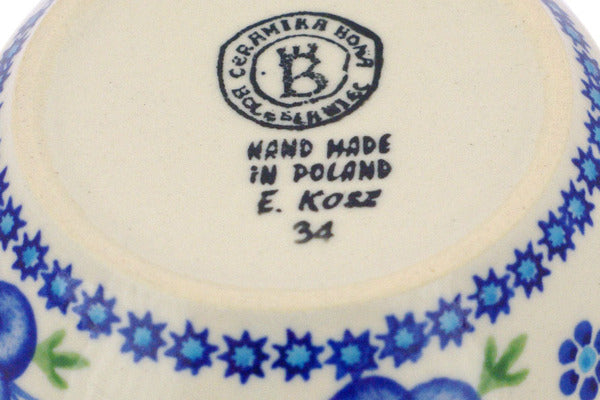 CERAMIKA BONA
BOLESŁAWIEC
B
HAND MADE
iN POLAND
E. KOSZ
34